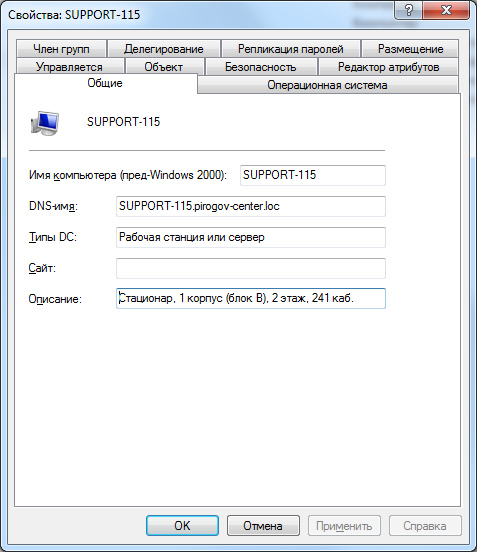 Свойства: SUPPORT-115
Член групп Делегирование Репликация паролей Размещение
Управляется Объект Безопасность Редактор атрибутов
Общие Операционная система
SUPPORT-115
Имя компьютера (пред-Windows 2000): SUPPORT-115
DNS-имя: SUPPORT-115.pirogov-center.loc
Типы DC: Рабочая станция или сервер
Сайт:
Описание: Стационар, 1 корпус (блок В), 2 этаж, 241 каб.
OK Отмена Применить Справка